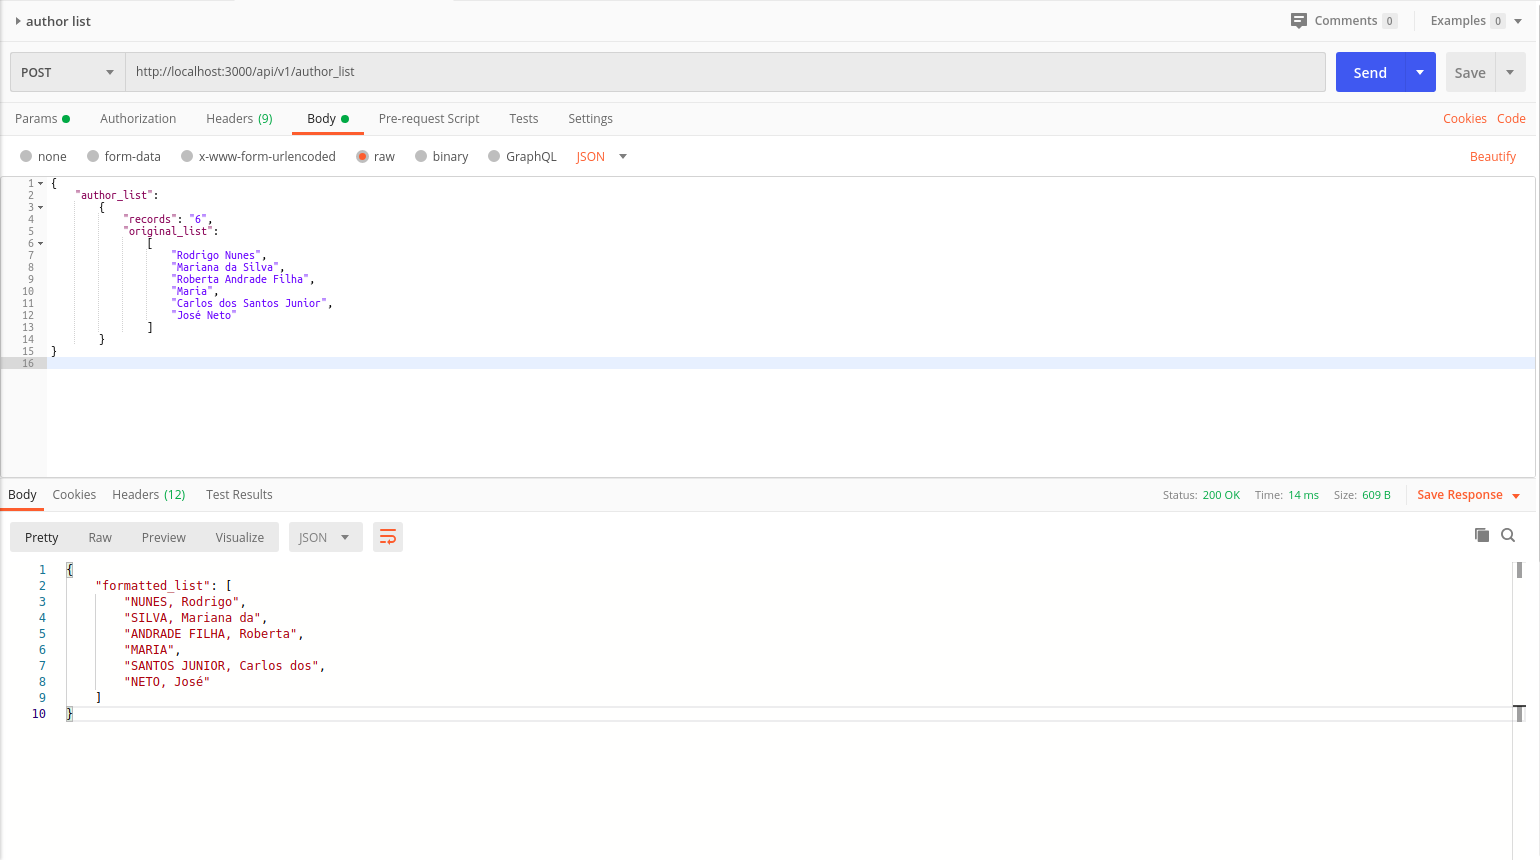 author list
Comments 0 Examples 0
POST http://localhost:3000/api/v1/author_list Send Save
Params Authorization Headers (9) Body Pre-request Script Tests Settings Cookies Code
none form-data x-www-form-urlencoded raw binary GraphQL JSON Beautify
1 {
2 "author_list":
3 {
4 "records": "6",
5 "original_list":
6 [
7 "Rodrigo Nunes",
8 "Mariana da Silva",
9 "Roberta Andrade Filha",
10 "Maria",
11 "Carlos dos Santos Junior",
12 "José Neto"
13 ]
14 }
15 }
16
Body Cookies Headers (12) Test Results Status: 200 OK Time: 14 ms Size: 609 B Save Response
Pretty Raw Preview Visualize JSON
1 {
2 "formatted_list": [
3 "NUNES, Rodrigo",
4 "SILVA, Mariana da",
5 "ANDRADE FILHA, Roberta",
6 "MARIA",
7 "SANTOS JUNIOR, Carlos dos",
8 "NETO, José"
9 ]
10 }